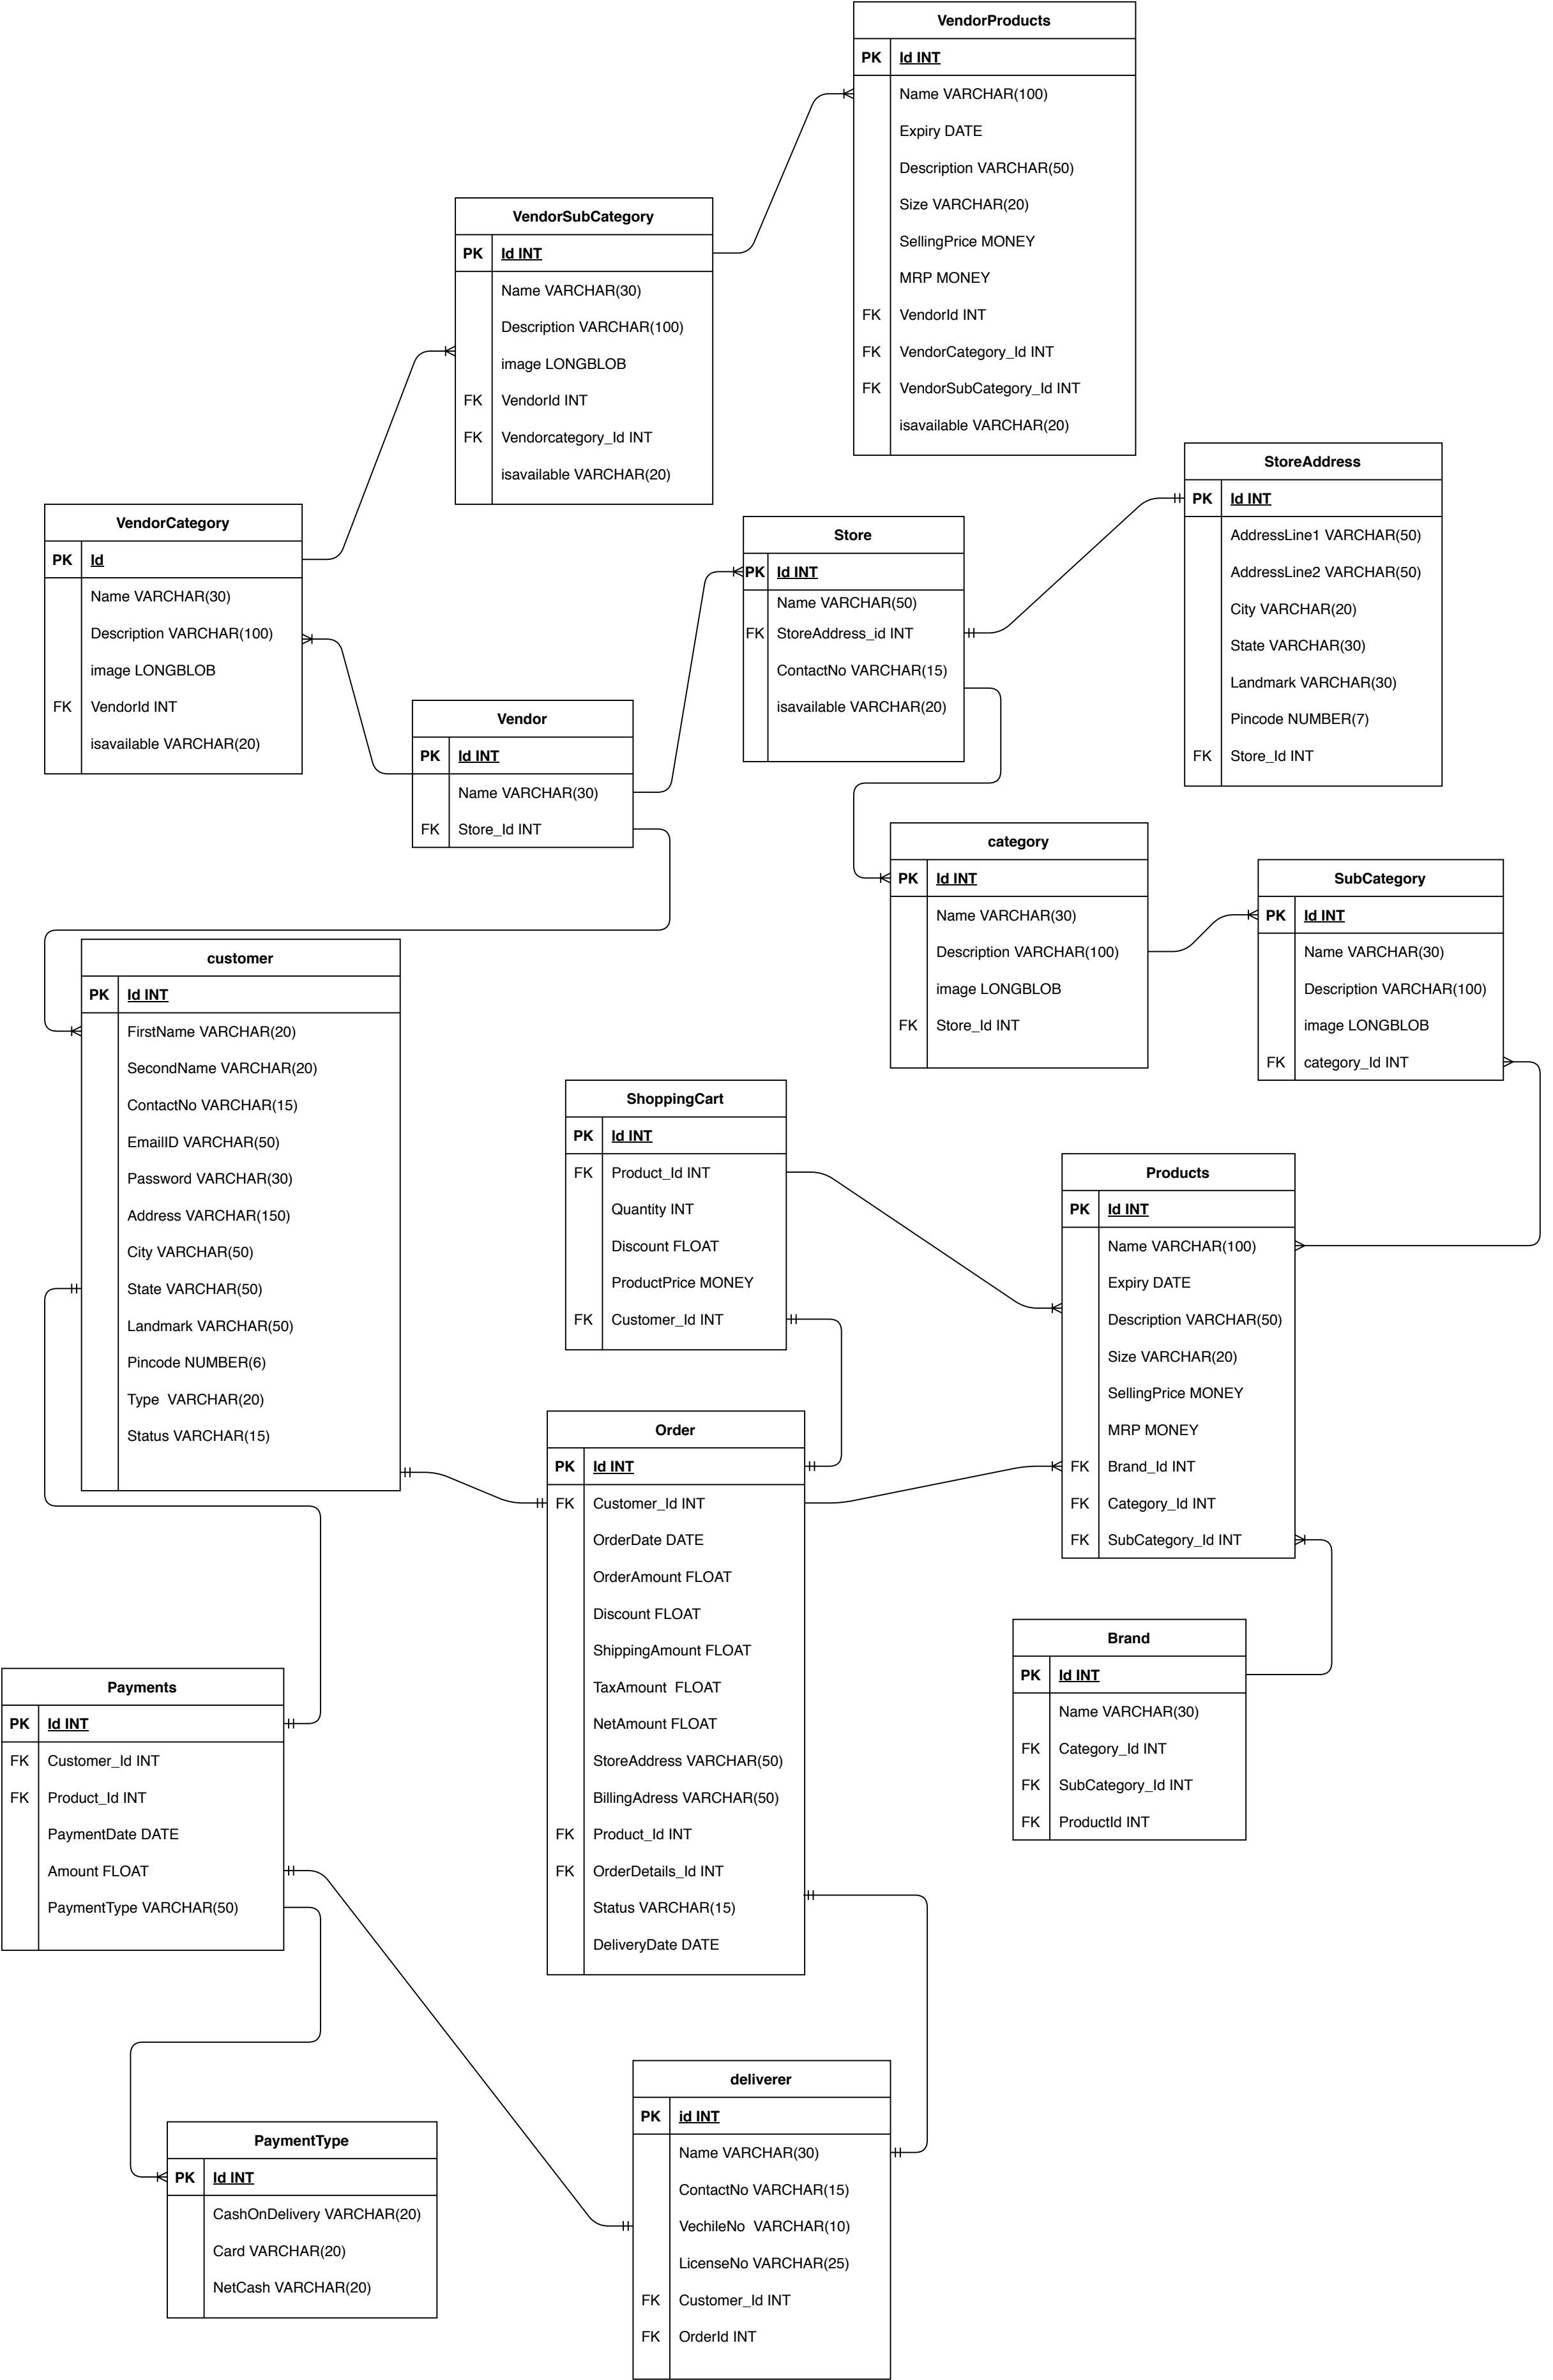 VendorProducts
PK Id INT
Name VARCHAR(100)
Expiry DATE
Description VARCHAR(50)
Size VARCHAR(20)
SellingPrice MONEY
MRP MONEY
FK VendorId INT
FK VendorCategory_Id INT
FK VendorSubCategory_Id INT
isavailable VARCHAR(20)
VendorSubCategory
PK Id INT
Name VARCHAR(30)
Description VARCHAR(100)
image LONGBLOB
FK VendorId INT
FK Vendorcategory_Id INT
isavailable VARCHAR(20)
StoreAddress
PK Id INT
AddressLine1 VARCHAR(50)
AddressLine2 VARCHAR(50)
City VARCHAR(20)
State VARCHAR(30)
Landmark VARCHAR(30)
Pincode NUMBER(7)
FK Store_Id INT
VendorCategory
PK Id
Name VARCHAR(30)
Description VARCHAR(100)
image LONGBLOB
FK VendorId INT
isavailable VARCHAR(20)
Store
PK Id INT
Name VARCHAR(50)
FK StoreAddress_id INT
ContactNo VARCHAR(15)
isavailable VARCHAR(20)
Vendor
PK Id INT
Name VARCHAR(30)
FK Store_Id INT
category
PK Id INT
Name VARCHAR(30)
Description VARCHAR(100)
image LONGBLOB
FK Store_Id INT
SubCategory
PK Id INT
Name VARCHAR(30)
Description VARCHAR(100)
image LONGBLOB
FK category_Id INT
customer
PK Id INT
FirstName VARCHAR(20)
SecondName VARCHAR(20)
ContactNo VARCHAR(15)
EmailID VARCHAR(50)
Password VARCHAR(30)
Address VARCHAR(150)
City VARCHAR(50)
State VARCHAR(50)
Landmark VARCHAR(50)
Pincode NUMBER(6)
Type VARCHAR(20)
Status VARCHAR(15)
ShoppingCart
PK Id INT
FK Product_Id INT
Quantity INT
Discount FLOAT
ProductPrice MONEY
FK Customer_Id INT
Products
PK Id INT
Name VARCHAR(100)
Expiry DATE
Description VARCHAR(50)
Size VARCHAR(20)
SellingPrice MONEY
MRP MONEY
FK Brand_Id INT
FK Category_Id INT
FK SubCategory_Id INT
Order
PK Id INT
FK Customer_Id INT
OrderDate DATE
OrderAmount FLOAT
Discount FLOAT
ShippingAmount FLOAT
TaxAmount FLOAT
NetAmount FLOAT
StoreAddress VARCHAR(50)
BillingAdress VARCHAR(50)
FK Product_Id INT
FK OrderDetails_Id INT
Status VARCHAR(15)
DeliveryDate DATE
Brand
PK Id INT
Name VARCHAR(30)
FK Category_Id INT
FK SubCategory_Id INT
FK ProductId INT
Payments
PK Id INT
FK Customer_Id INT
FK Product_Id INT
PaymentDate DATE
Amount FLOAT
PaymentType VARCHAR(50)
deliverer
PK id INT
Name VARCHAR(30)
ContactNo VARCHAR(15)
VechileNo VARCHAR(10)
LicenseNo VARCHAR(25)
FK Customer_Id INT
FK OrderId INT
PaymentType
PK Id INT
CashOnDelivery VARCHAR(20)
Card VARCHAR(20)
NetCash VARCHAR(20)